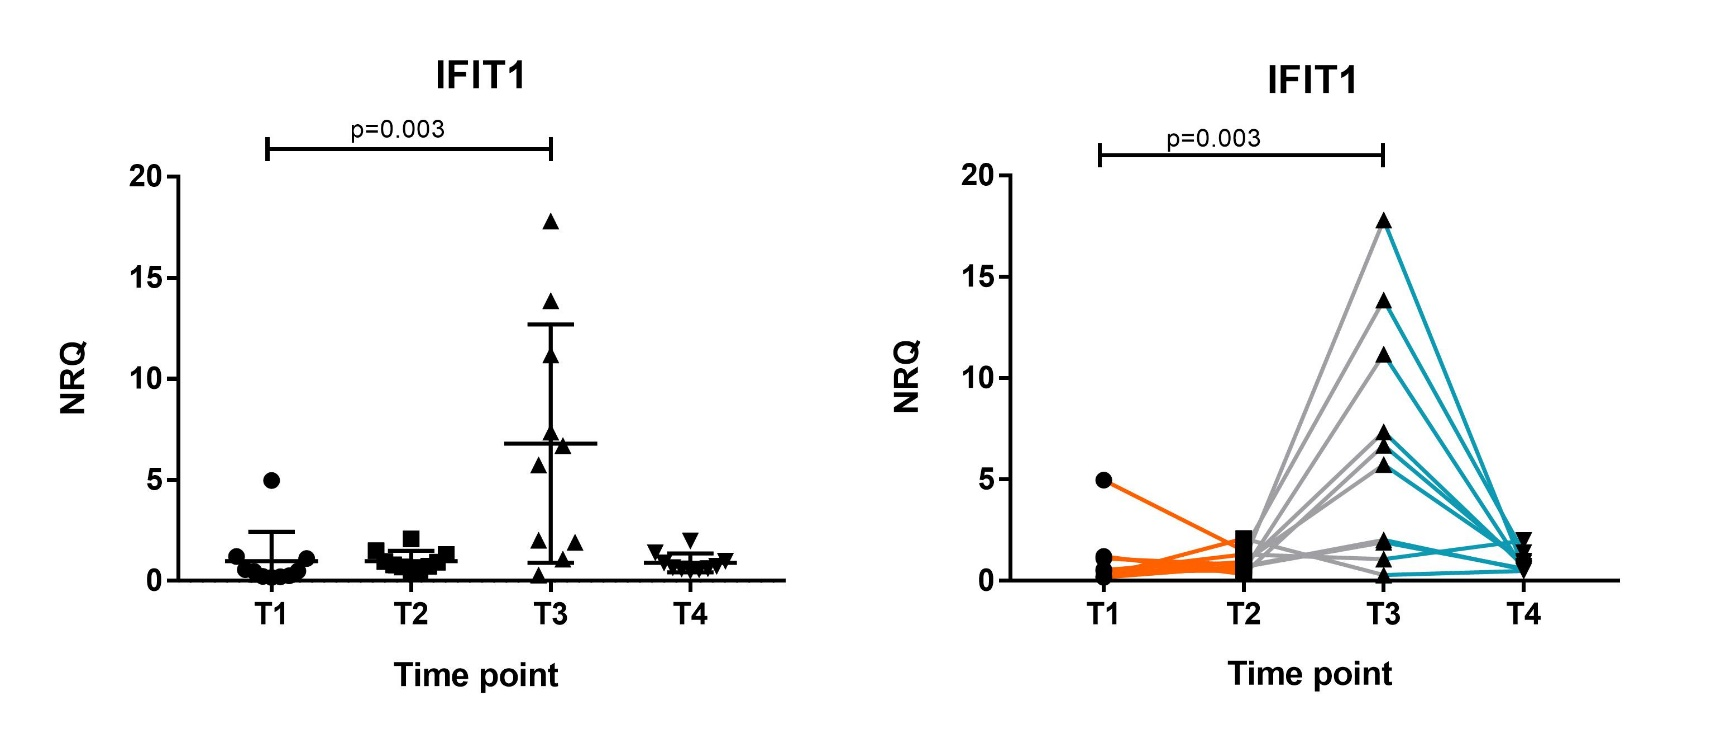 IFIT1
p=0.003
20
15
10
5
0
NRQ
T1 T2 T3 T4
Time point
IFIT1
p=0.003
20
15
10
5
0
NRQ
T1 T2 T3 T4
Time point